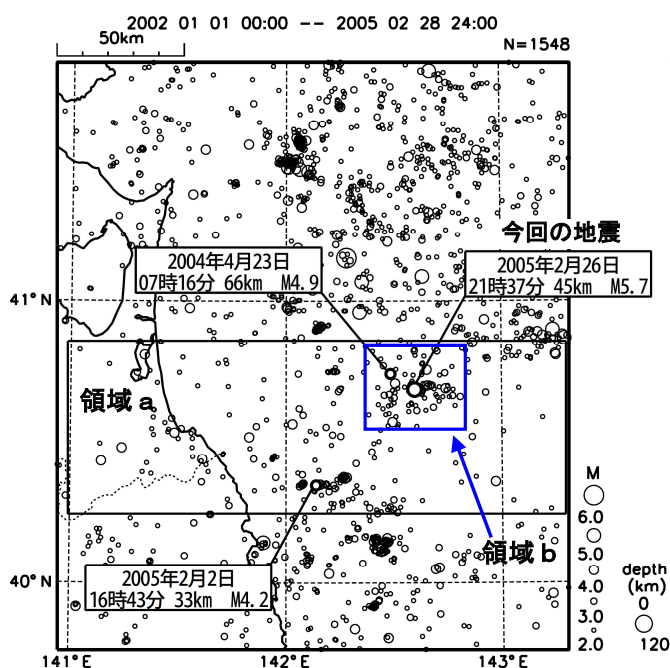 2002 01 01 00:00 -- 2005 02 28 24:00
50km
N=1548
今回の地震
2004年4月23日
07時16分 66km M4.9
2005年2月26日
21時37分 45km M5.7
41°N
領域a
領域b
2005年2月2日
16時43分 33km M4.2
40°N
M
6.0
5.0
4.0
3.0
2.0
depth
(km)
0
120
141°E
142°E
143°E